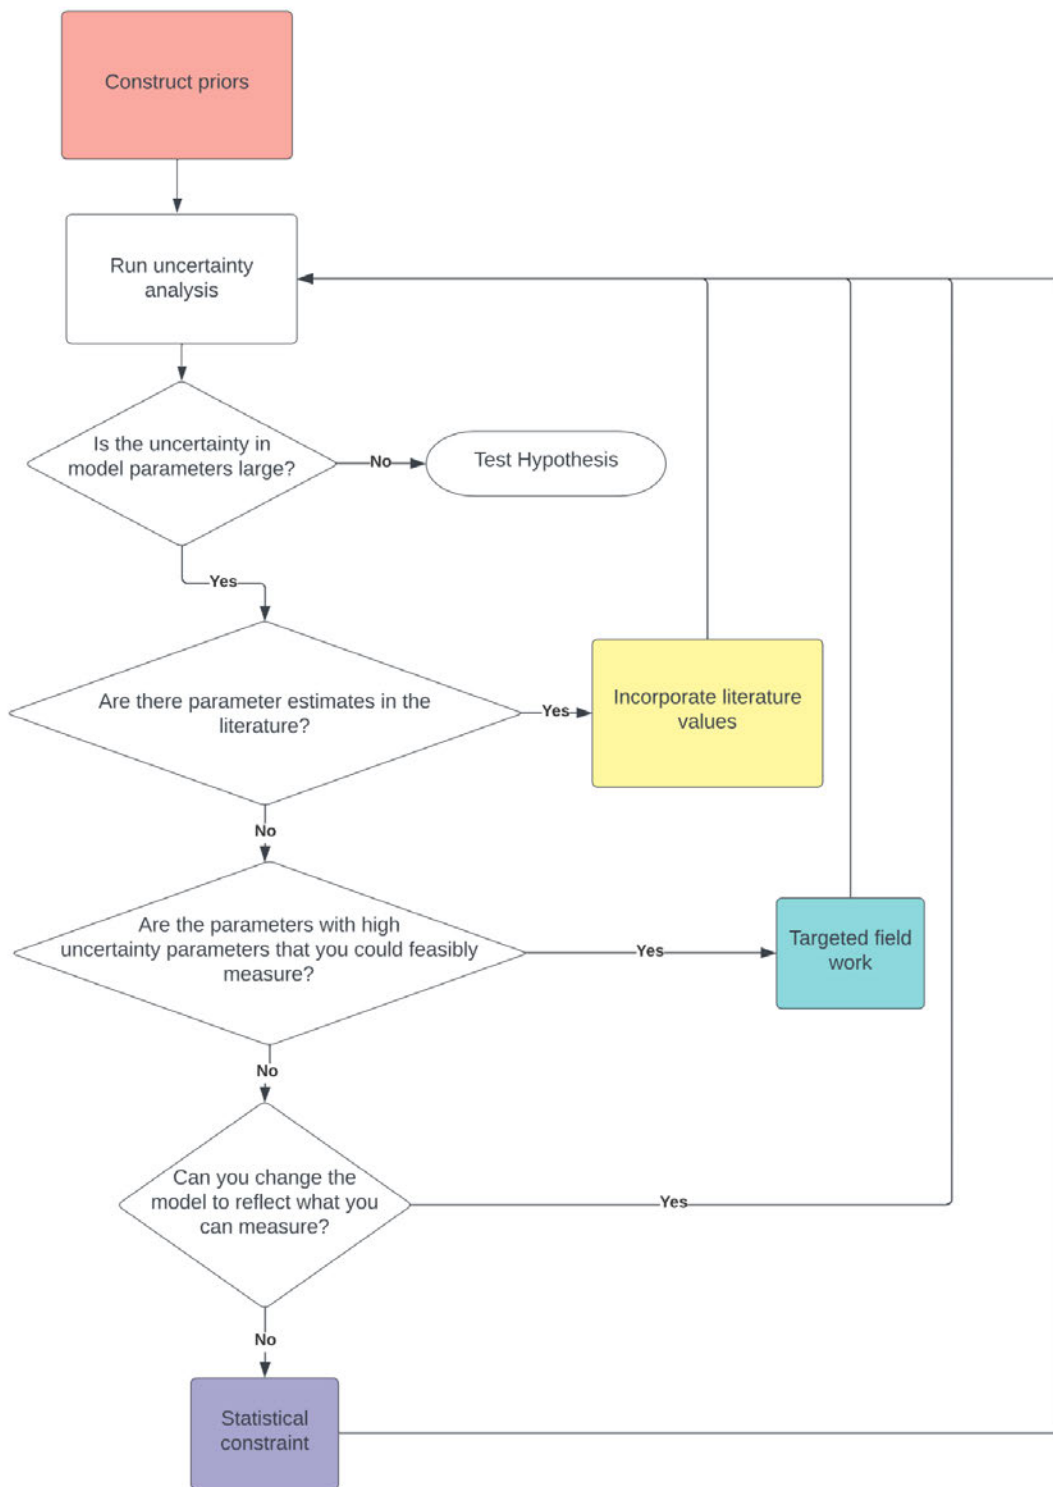 Construct priors
Run uncertainty
analysis
Is the uncertainty in
model parameters large?
No
Test Hypothesis
Yes
Are there parameter estimates in the
literature?
Yes
Incorporate literature
values
No
Are the parameters with high
uncertainty parameters that you could feasibly
measure?
Yes
Targeted field
work
No
Can you change the
model to reflect what you
can measure?
Yes
No
Statistical
constraint